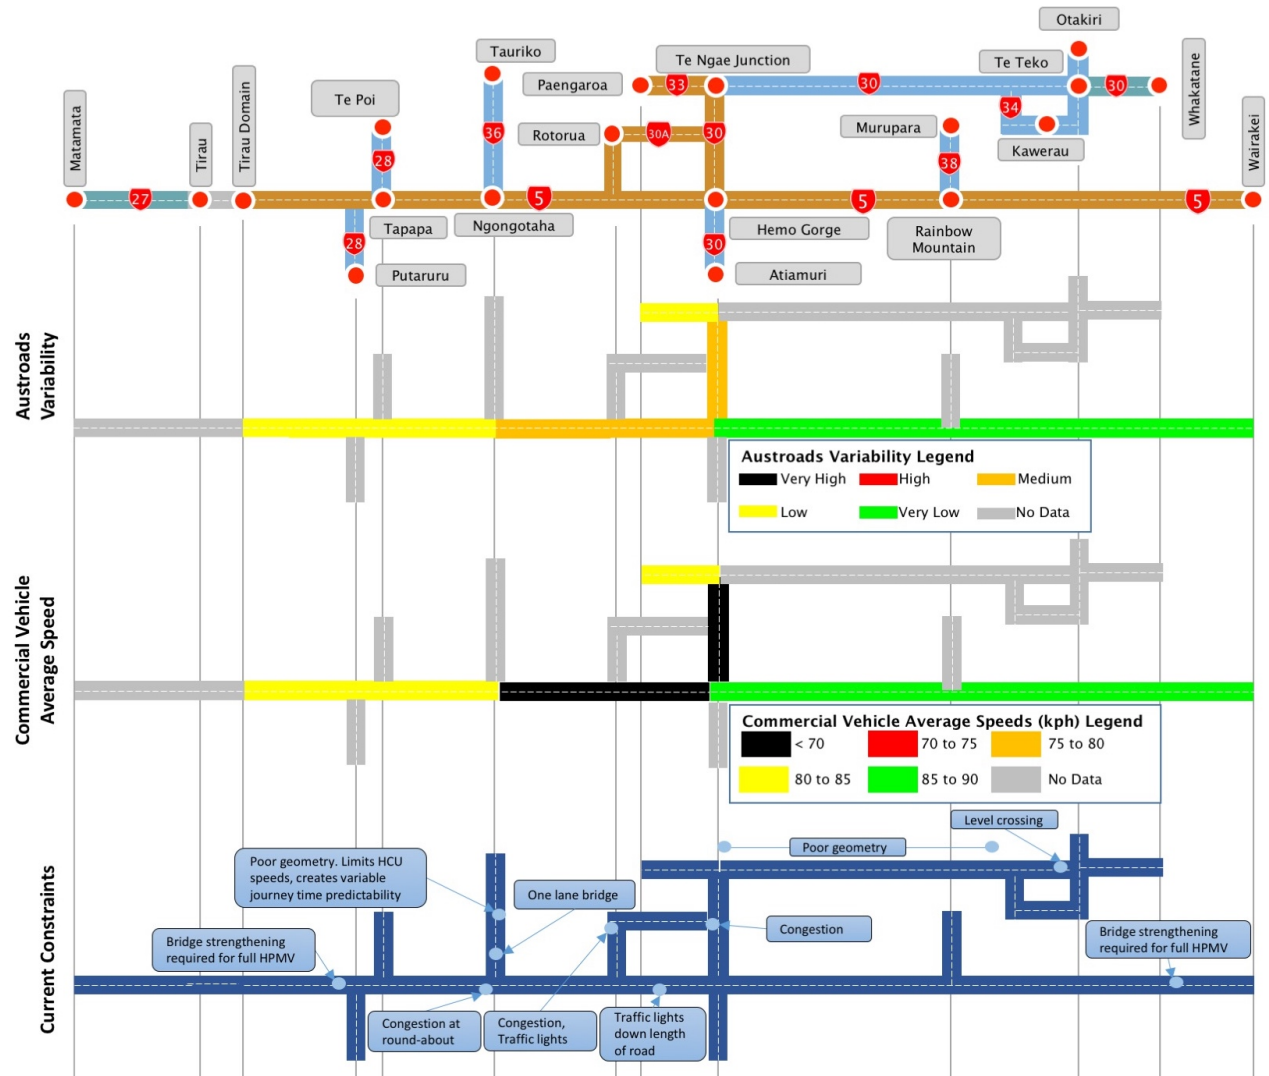 Otakiri
Tauriko
Te Ngae Junction
Te Teko
Whakatane
Paengaroa
33
30
30
Te Poi
Matamata
Tirau
Tirau Domain
34
Wairakei
36
Rotorua
30A
30
Murupara
Kawerau
28
38
27
5
5
5
Tapapa
Ngongotaha
Hemo Gorge
Rainbow
Mountain
28
30
Putaruru
Atiamuri
Austroads
Variability
Austroads Variability Legend
Very High
High
Medium
Low
Very Low
No Data
Commercial Vehicle
Average Speed
Commercial Vehicle Average Speeds (kph) Legend
< 70
70 to 75
75 to 80
80 to 85
85 to 90
No Data
Current Constraints
Level crossing
Poor geometry
Poor geometry. Limits HCU
speeds, creates variable
journey time predictability
One lane bridge
Congestion
Bridge strengthening
required for full HPMV
Bridge strengthening
required for full HPMV
Congestion at
round-about
Congestion,
Traffic lights
Traffic lights
down length
of road